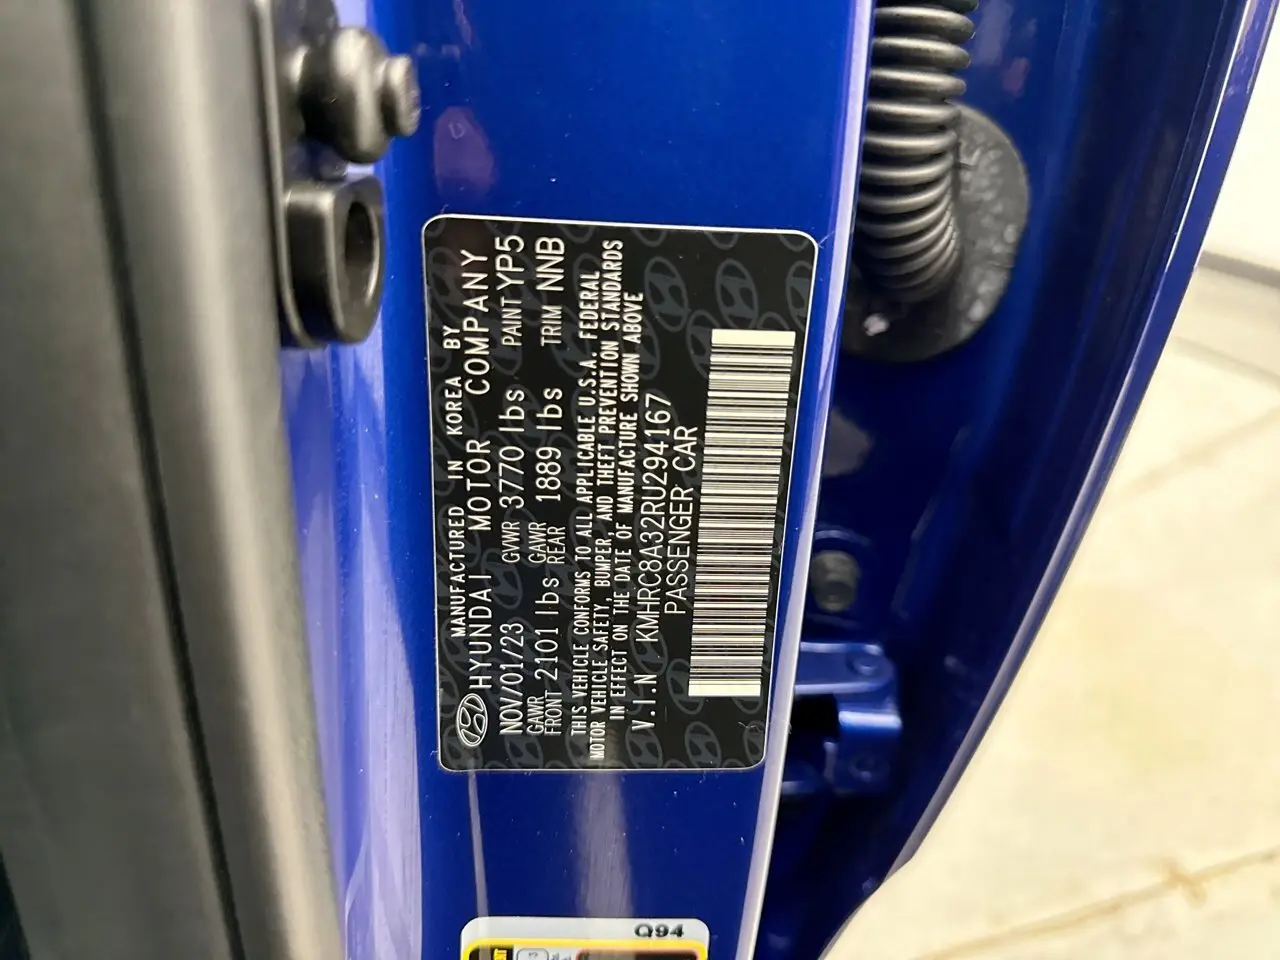 MANUFACTURED IN KOREA BY
HYUNDAI MOTOR COMPANY
NOV/01/23 GVWR 3770 lbs PAINT YP5
GAWR FRONT 2101 lbs GAWR REAR 1889 lbs TRIM NNB
THIS VEHICLE CONFORMS TO ALL APPLICABLE U.S.A. FEDERAL
MOTOR VEHICLE SAFETY, BUMPER, AND THEFT PREVENTION STANDARDS
IN EFFECT ON THE DATE OF MANUFACTURE SHOWN ABOVE
V.I.N KMHRC8A32RU294167
PASSENGER CAR
Q94